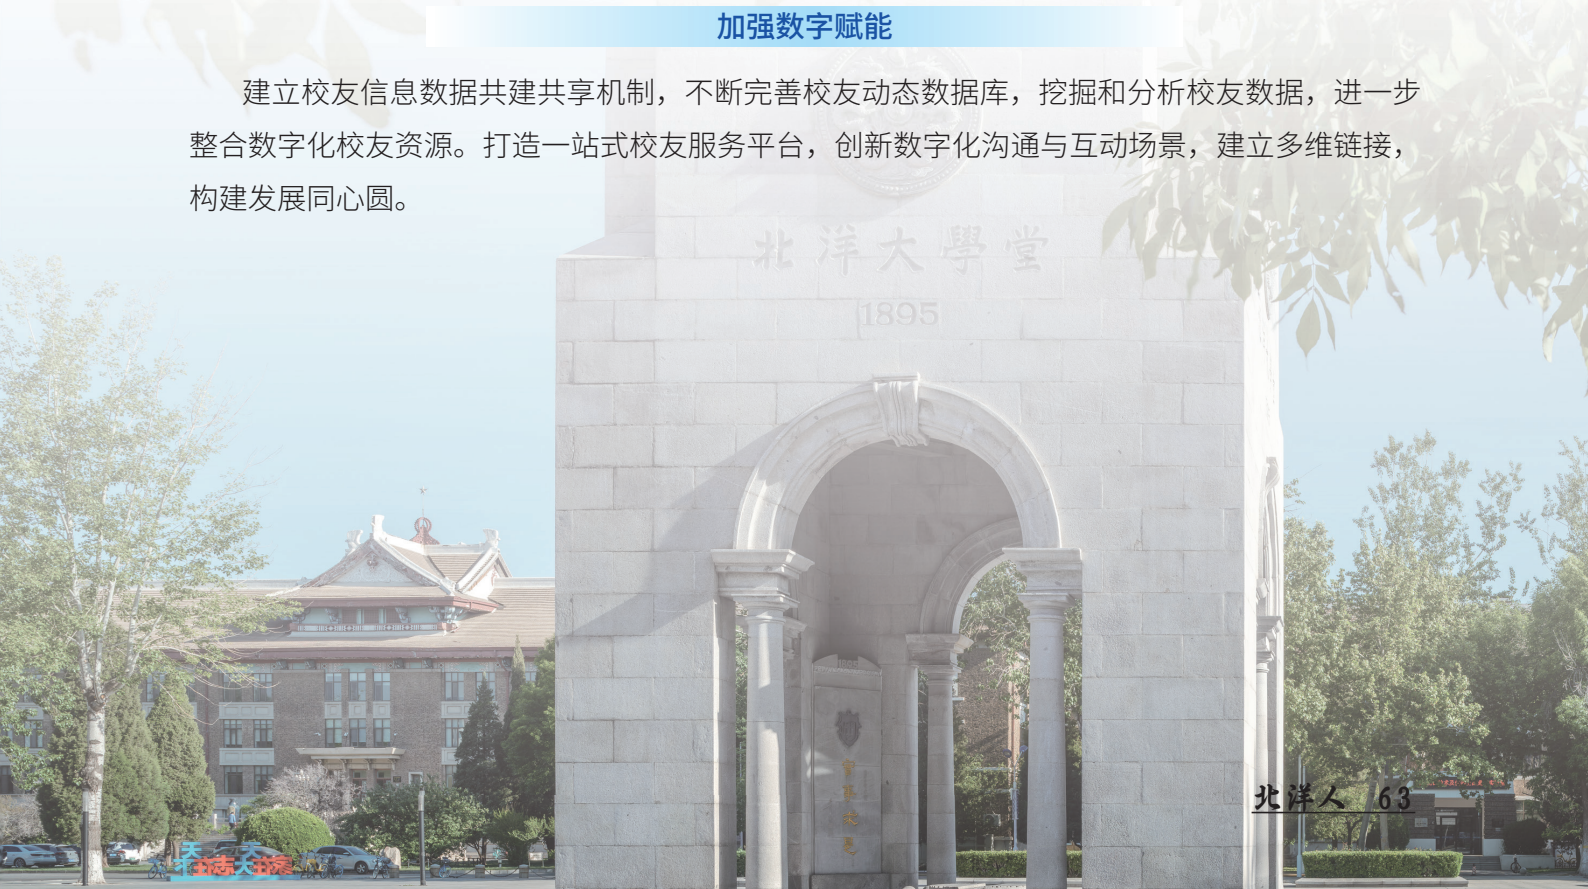 加强数字赋能
建立校友信息数据共建共享机制，不断完善校友动态数据库，挖掘和分析校友数据，进一步
整合数字化校友资源。打造一站式校友服务平台，创新数字化沟通与互动场景，建立多维链接，
构建发展同心圆。
北洋大學堂
1895
北洋人 63